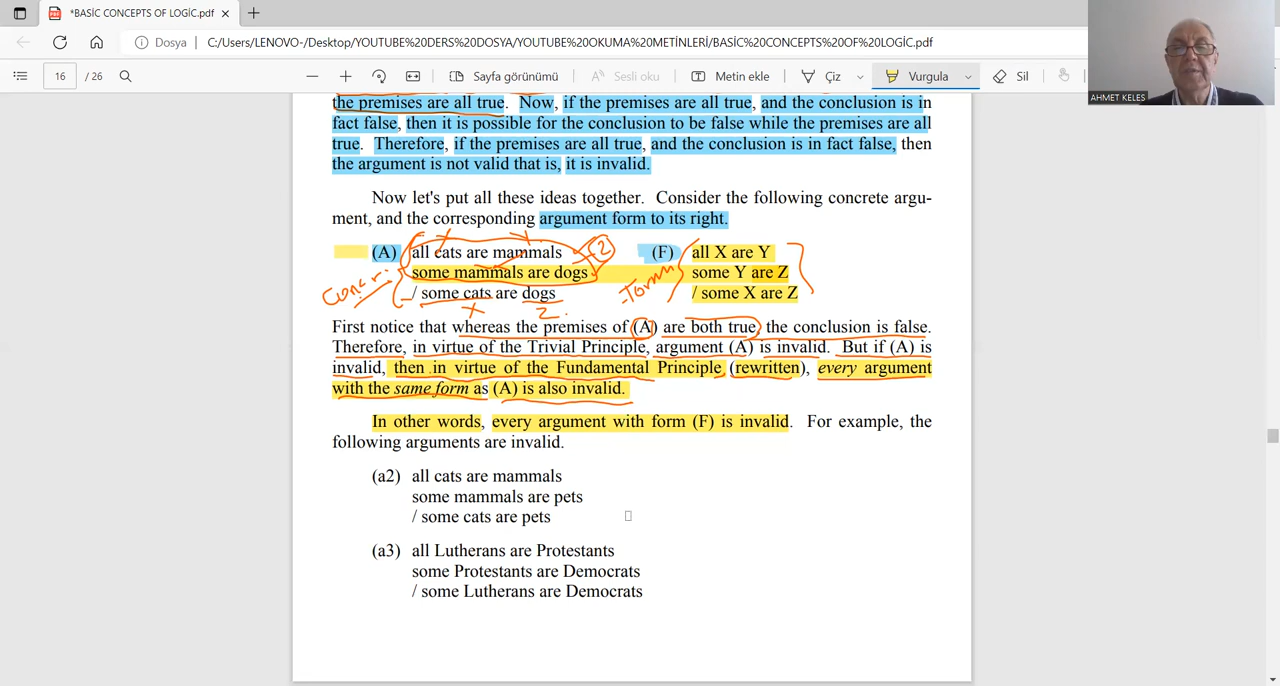 *BASİC CONCEPTS OF LOGİC.pdf
Dosya C:/Users/LENOVO-/Desktop/YOUTUBE%20DERS%20DOSYA/YOUTUBE%20OKUMA%20METİNLERİ/BASİC%20CONCEPTS%20OF%20LOGİC.pdf
16 / 26 Sayfa görünümü Sesli oku Metin ekle Çiz Vurgula Sil
AHMET KELES
the premises are all true. Now, if the premises are all true, and the conclusion is in
fact false, then it is possible for the conclusion to be false while the premises are all
true. Therefore, if the premises are all true, and the conclusion is in fact false, then
the argument is not valid that is, it is invalid.
Now let's put all these ideas together. Consider the following concrete argu-
ment, and the corresponding argument form to its right.
(A) all cats are mammals 2 (F) all X are Y
some mammals are dogs some Y are Z
/ some cats are dogs / some X are Z
Concr. Form
X Z
First notice that whereas the premises of (A) are both true, the conclusion is false.
Therefore, in virtue of the Trivial Principle, argument (A) is invalid. But if (A) is
invalid, then in virtue of the Fundamental Principle (rewritten), every argument
with the same form as (A) is also invalid.
In other words, every argument with form (F) is invalid. For example, the
following arguments are invalid.
(a2) all cats are mammals
some mammals are pets
/ some cats are pets
(a3) all Lutherans are Protestants
some Protestants are Democrats
/ some Lutherans are Democrats